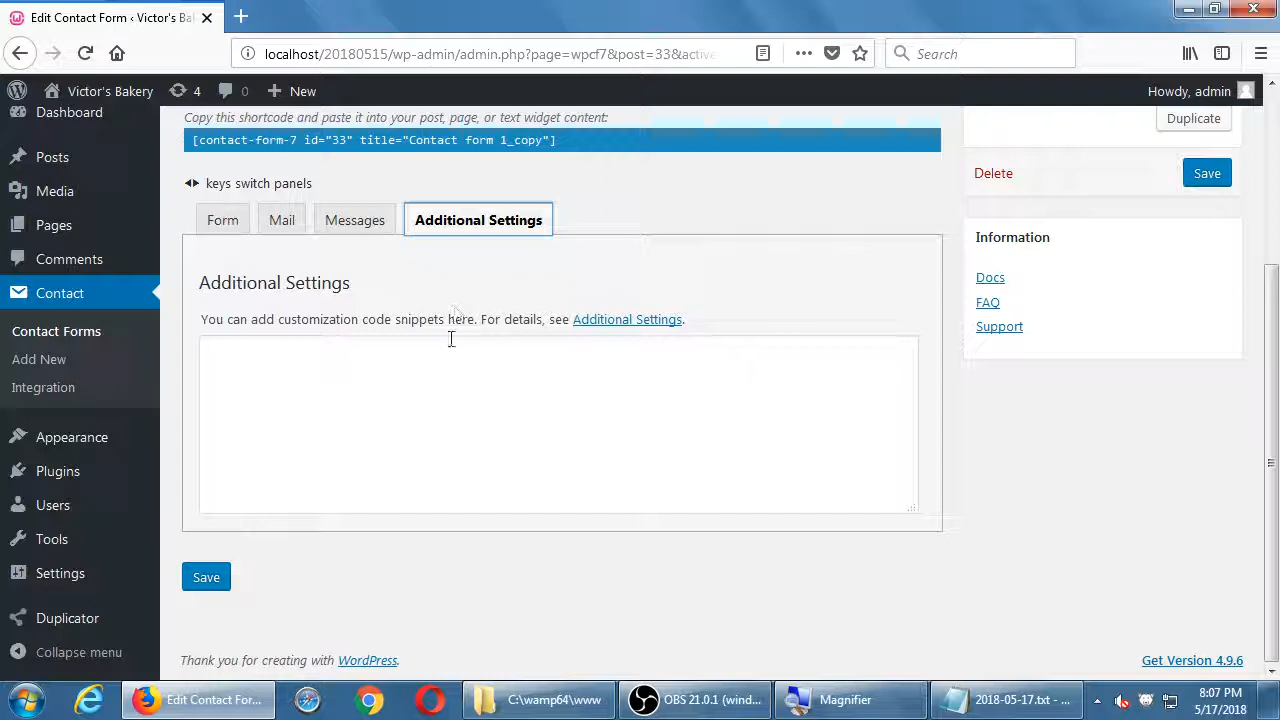 Edit Contact Form ‹ Victor's Ba
localhost/20180515/wp-admin/admin.php?page=wpcf7&post=33&active
Search
Victor's Bakery
4
0
New
Howdy, admin
Dashboard
Posts
Media
Pages
Comments
Contact
Contact Forms
Add New
Integration
Appearance
Plugins
Users
Tools
Settings
Duplicator
Collapse menu
Copy this shortcode and paste it into your post, page, or text widget content:
[contact-form-7 id="33" title="Contact form 1_copy"]
keys switch panels
Form
Mail
Messages
Additional Settings
Additional Settings
You can add customization code snippets here. For details, see Additional Settings.
Save
Duplicate
Delete
Save
Information
Docs
FAQ
Support
Thank you for creating with WordPress.
Get Version 4.9.6
Edit Contact For...
C:\wamp64\www
OBS 21.0.1 (wind...
Magnifier
2018-05-17.txt - ...
8:07 PM
5/17/2018